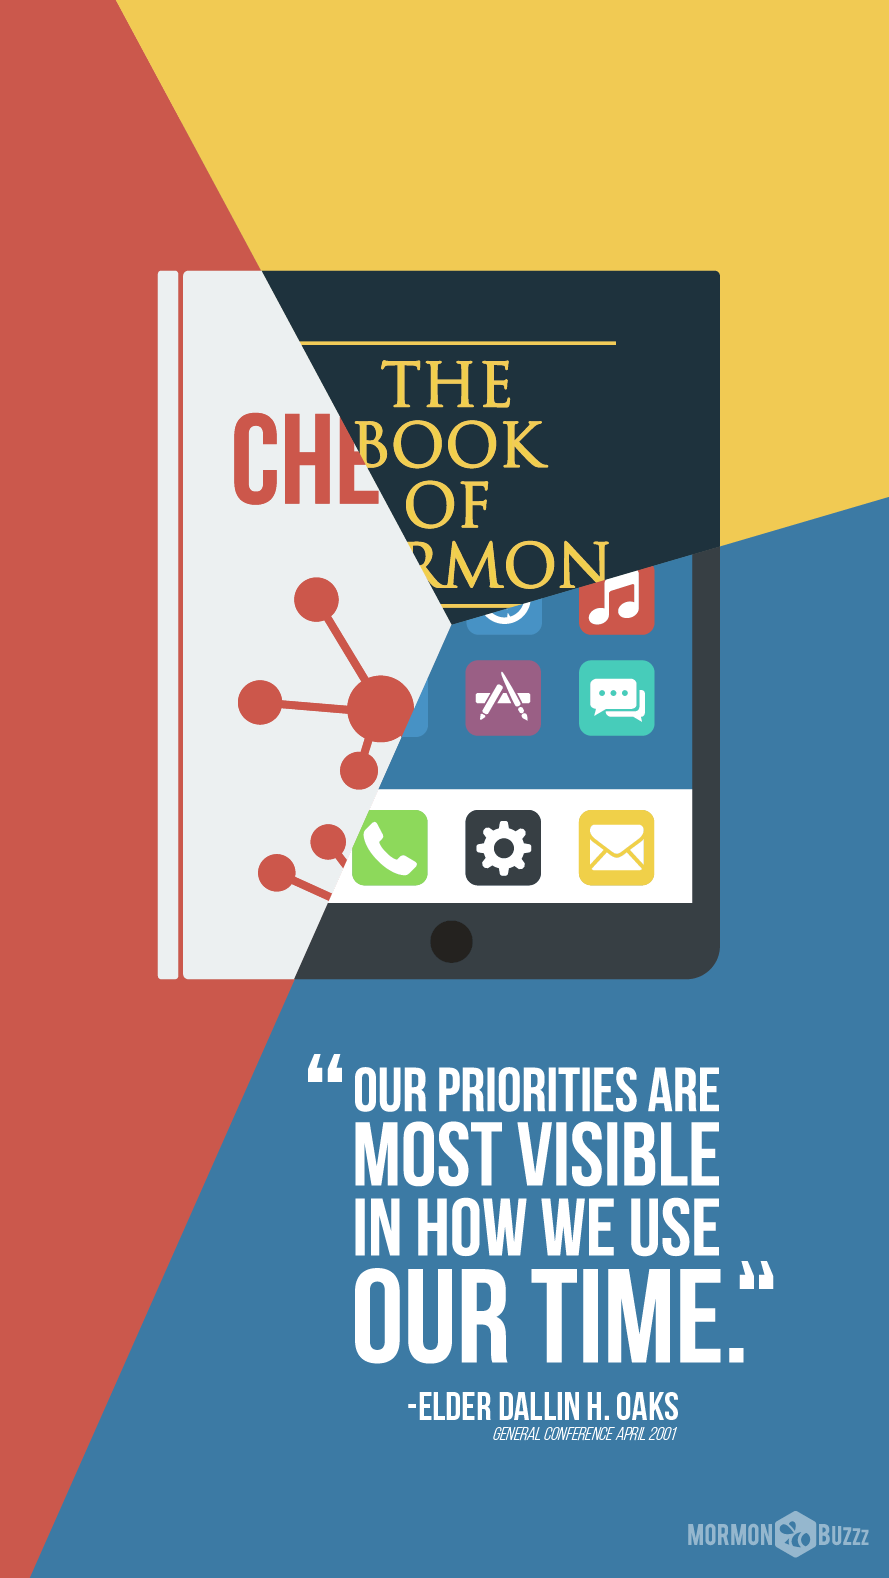 THE
CHE
BOOK
OF
RMON
“OUR PRIORITIES ARE
MOST VISIBLE
IN HOW WE USE
OUR TIME.“
-ELDER DALLIN H. OAKS
GENERAL CONFERENCE APRIL 2001
MORMON BUZZZ